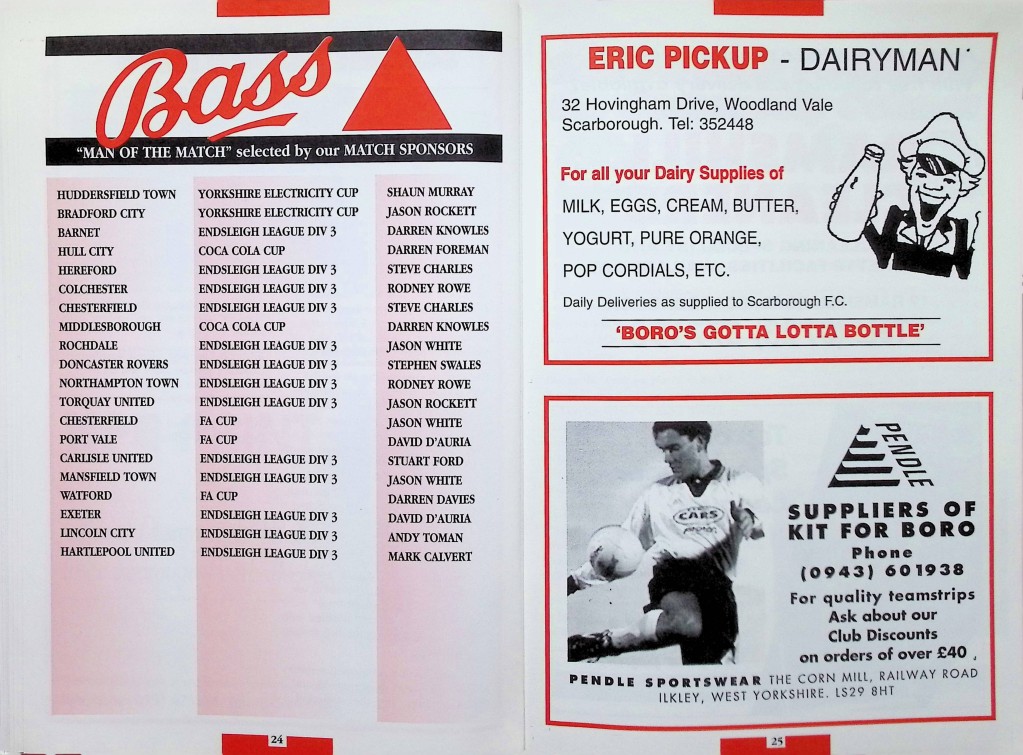 Bass
"MAN OF THE MATCH" selected by our MATCH SPONSORS
HUDDERSFIELD TOWN YORKSHIRE ELECTRICITY CUP SHAUN MURRAY
BRADFORD CITY YORKSHIRE ELECTRICITY CUP JASON ROCKETT
BARNET ENDSLEIGH LEAGUE DIV 3 DARREN KNOWLES
HULL CITY COCA COLA CUP DARREN FOREMAN
HEREFORD ENDSLEIGH LEAGUE DIV 3 STEVE CHARLES
COLCHESTER ENDSLEIGH LEAGUE DIV 3 RODNEY ROWE
CHESTERFIELD ENDSLEIGH LEAGUE DIV 3 STEVE CHARLES
MIDDLESBOROUGH COCA COLA CUP DARREN KNOWLES
ROCHDALE ENDSLEIGH LEAGUE DIV 3 JASON WHITE
DONCASTER ROVERS ENDSLEIGH LEAGUE DIV 3 STEPHEN SWALES
NORTHAMPTON TOWN ENDSLEIGH LEAGUE DIV 3 RODNEY ROWE
TORQUAY UNITED ENDSLEIGH LEAGUE DIV 3 JASON ROCKETT
CHESTERFIELD FA CUP JASON WHITE
PORT VALE FA CUP DAVID D'AURIA
CARLISLE UNITED ENDSLEIGH LEAGUE DIV 3 STUART FORD
MANSFIELD TOWN ENDSLEIGH LEAGUE DIV 3 JASON WHITE
WATFORD FA CUP DARREN DAVIES
EXETER ENDSLEIGH LEAGUE DIV 3 DAVID D'AURIA
LINCOLN CITY ENDSLEIGH LEAGUE DIV 3 ANDY TOMAN
HARTLEPOOL UNITED ENDSLEIGH LEAGUE DIV 3 MARK CALVERT
24
ERIC PICKUP - DAIRYMAN
32 Hovingham Drive, Woodland Vale
Scarborough. Tel: 352448
For all your Dairy Supplies of
MILK, EGGS, CREAM, BUTTER,
YOGURT, PURE ORANGE,
POP CORDIALS, ETC.
Daily Deliveries as supplied to Scarborough F.C.
'BORO'S GOTTA LOTTA BOTTLE'
CARS
PENDLE
SUPPLIERS OF
KIT FOR BORO
Phone
(0943) 601938
For quality teamstrips
Ask about our
Club Discounts
on orders of over £40
PENDLE SPORTSWEAR THE CORN MILL, RAILWAY ROAD
ILKLEY, WEST YORKSHIRE. LS29 8HT
25